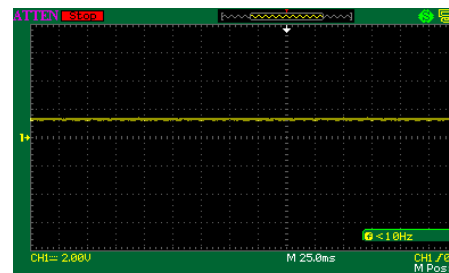 ATTEN Stop
1
<10Hz
CH1 2.00V M 25.0ms CH1
M Pos